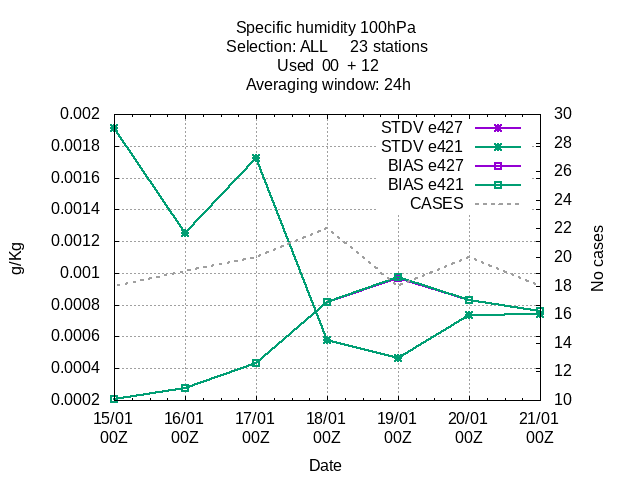 Specific humidity 100hPa
Selection: ALL 23 stations
Used 00 + 12
Averaging window: 24h
0.002
0.0018
0.0016
0.0014
0.0012
0.001
0.0008
0.0006
0.0004
0.0002
g/Kg
30
28
26
24
22
20
18
16
14
12
10
No cases
STDV e427
STDV e421
BIAS e427
BIAS e421
CASES
15/01 16/01 17/01 18/01 19/01 20/01 21/01
00Z 00Z 00Z 00Z 00Z 00Z 00Z
Date